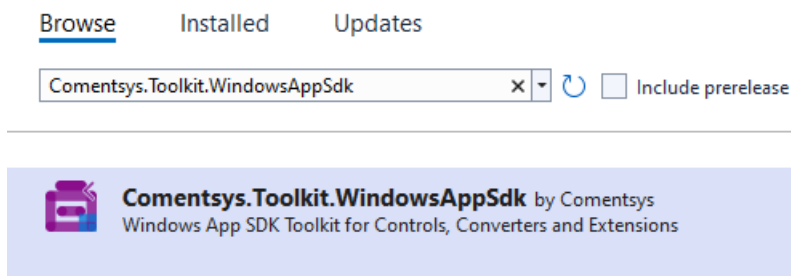 Browse Installed Updates
Comentsys.Toolkit.WindowsAppSdk Include prerelease
Comentsys.Toolkit.WindowsAppSdk by Comentsys
Windows App SDK Toolkit for Controls, Converters and Extensions